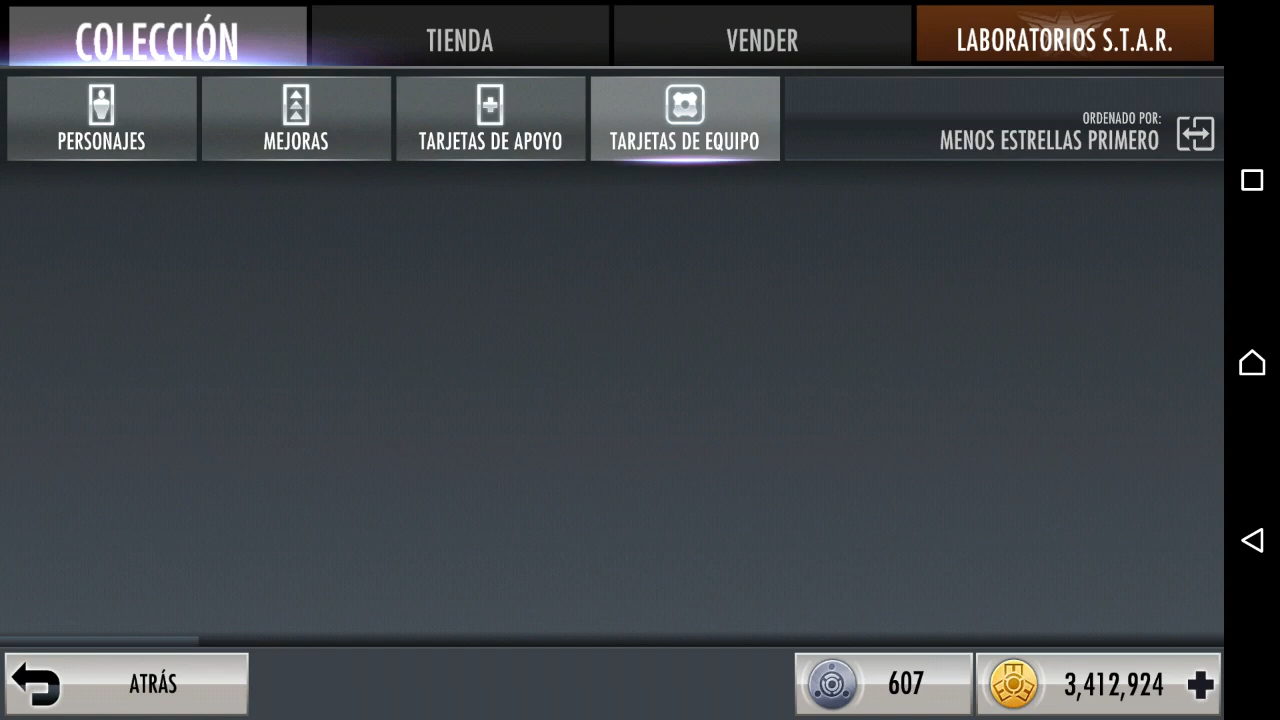 COLECCIÓN
TIENDA
VENDER
LABORATORIOS S.T.A.R.
PERSONAJES
MEJORAS
TARJETAS DE APOYO
TARJETAS DE EQUIPO
ORDENADO POR:
MENOS ESTRELLAS PRIMERO
ATRÁS
607
3,412,924